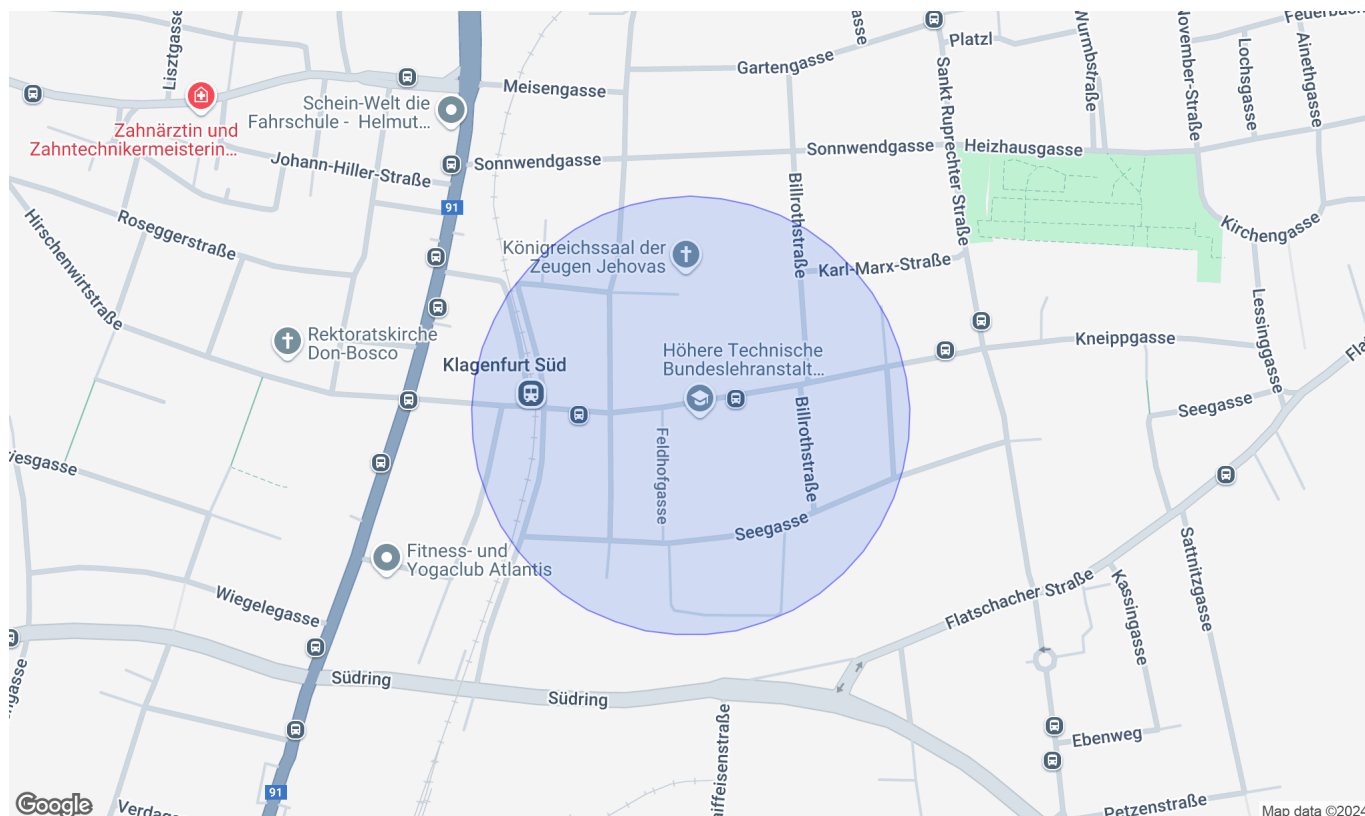 Lisztgasse
Platzl
Wurmbstraße
November-Straße
Feuerbach
Lochsgasse
Ainethgasse
Gartengasse
Meisengasse
Schein-Welt die
Fahrschule - Helmut...
Zahnärztin und
Zahntechnikermeisterin...
Johann-Hiller-Straße
Sonnwendgasse
Sonnwendgasse
Heizhausgasse
Sankt Ruprechter Straße
Billrothstraße
91
Hirschenwirtstraße
Roseggerstraße
Königreichssaal der
Zeugen Jehovas
Karl-Marx-Straße
Kirchengasse
Lessinggasse
Rektoratskirche
Don-Bosco
Klagenfurt Süd
Höhere Technische
Bundeslehranstalt...
Kneippgasse
Seegasse
Billrothstraße
Feldhofgasse
Seegasse
Fitness- und
Yogaclub Atlantis
Wiegelegasse
Flatschacher Straße
Kassingasse
Sattnitzgasse
Südring
Südring
Ebenweg
Petzenstraße
91
Google
Map data ©2024